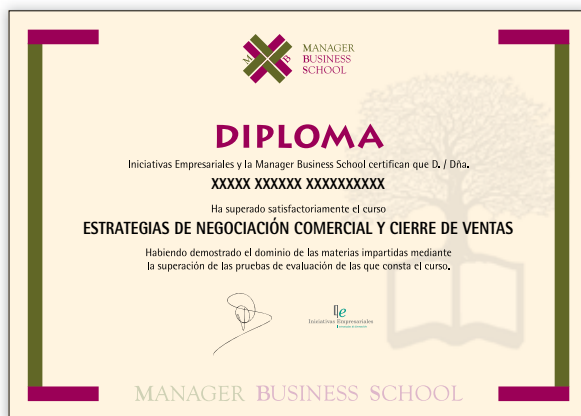 MANAGER
BUSINESS
SCHOOL
M B
DIPLOMA
Iniciativas Empresariales y la Manager Business School certifican que D. / Dña.
XXXXX XXXXXX XXXXXXXXXX
Ha superado satisfactoriamente el curso
ESTRATEGIAS DE NEGOCIACIÓN COMERCIAL Y CIERRE DE VENTAS
Habiendo demostrado el dominio de las materias impartidas mediante
la superación de las pruebas de evaluación de las que consta el curso.
Ie
Iniciativas Empresariales
MANAGER BUSINESS SCHOOL